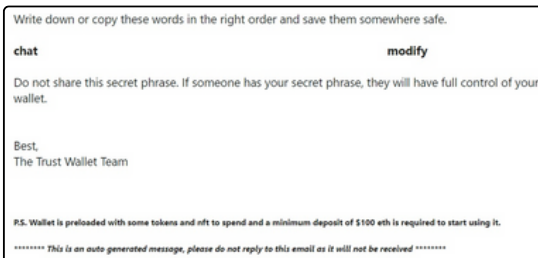 Write down or copy these words in the right order and save them somewhere safe.
chat modify
Do not share this secret phrase. If someone has your secret phrase, they will have full control of your
wallet.
Best,
The Trust Wallet Team
P.S. Wallet is preloaded with some tokens and nft to spend and a minimum deposit of $100 eth is required to start using it.
******** This is an auto generated message, please do not reply to this email as it will not be received ********